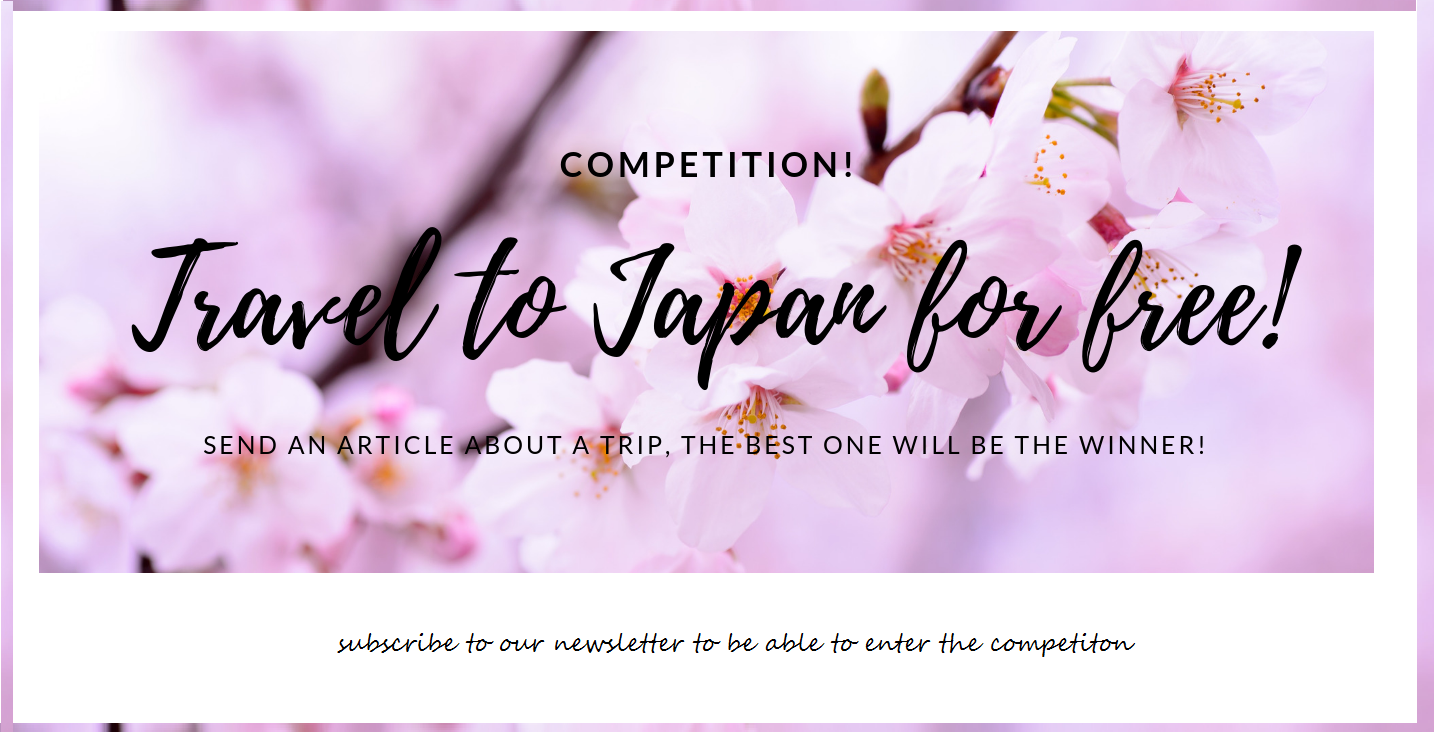 COMPETITION!
Travel to Japan for free!
SEND AN ARTICLE ABOUT A TRIP, THE BEST ONE WILL BE THE WINNER!
subscribe to our newsletter to be able to enter the competiton